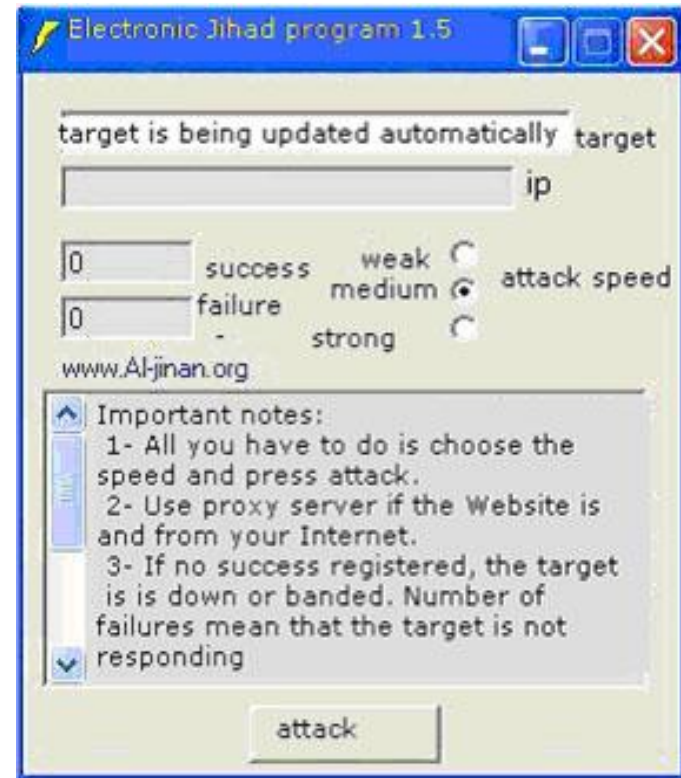 Electronic Jihad program 1.5
target is being updated automatically target
ip
0 success weak
medium attack speed
0 failure
- strong
www.Al-jinan.org
Important notes:
1- All you have to do is choose the
speed and press attack.
2- Use proxy server if the Website is
and from your Internet.
3- If no success registered, the target
is is down or banded. Number of
failures mean that the target is not
responding
attack